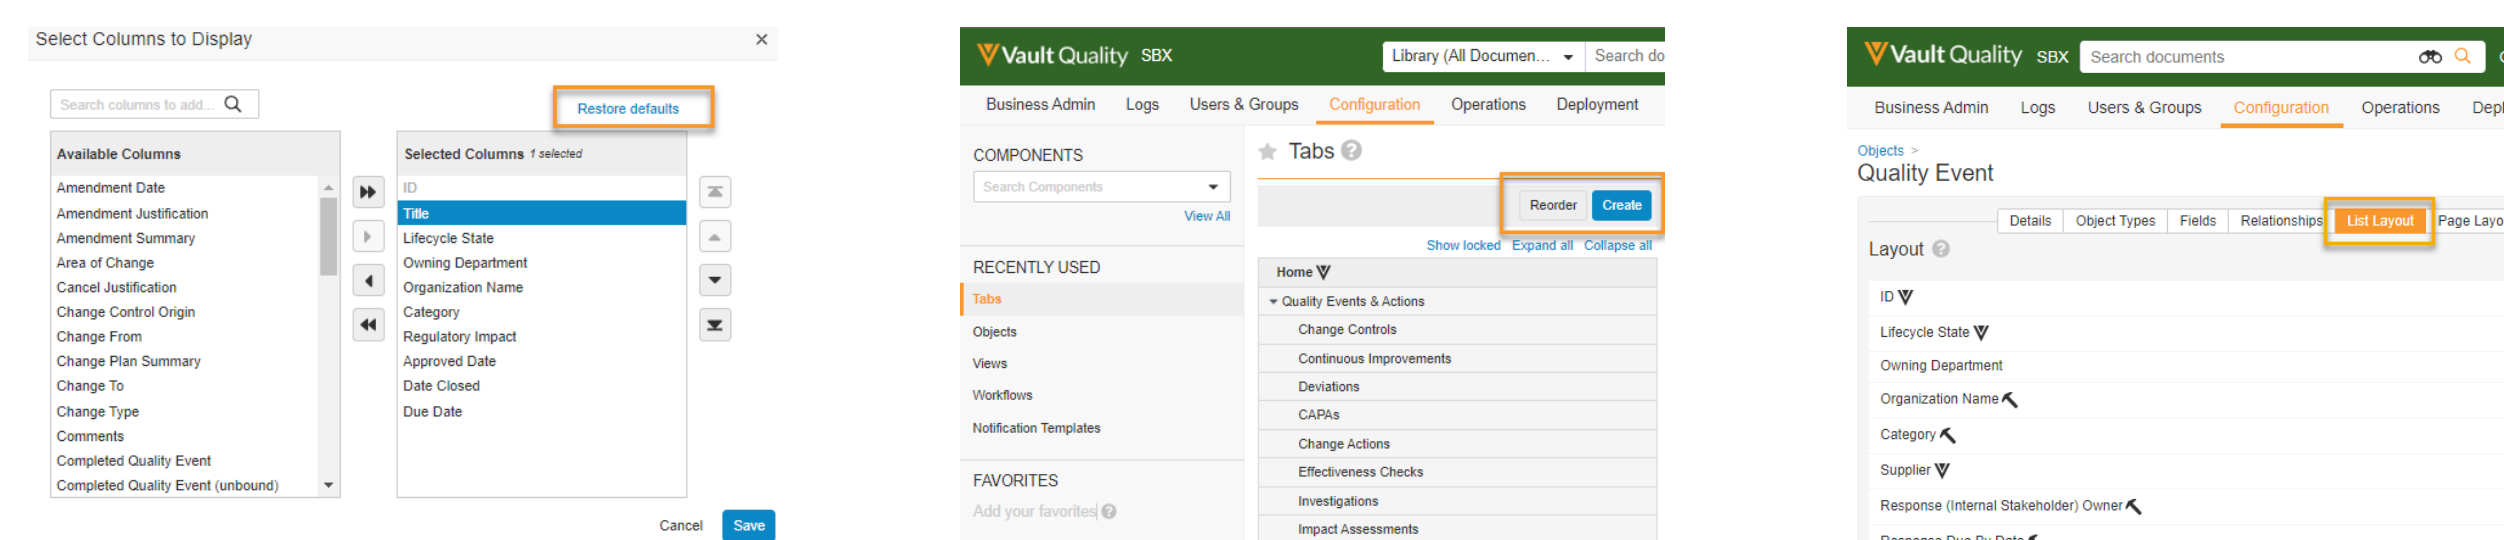 Select Columns to Display ×
Search columns to add...
Restore defaults
Available Columns
Amendment Date
Amendment Justification
Amendment Summary
Area of Change
Cancel Justification
Change Control Origin
Change From
Change Plan Summary
Change To
Change Type
Comments
Completed Quality Event
Completed Quality Event (unbound)
Selected Columns 1 selected
ID
Title
Lifecycle State
Owning Department
Organization Name
Category
Regulatory Impact
Approved Date
Date Closed
Due Date
Cancel Save
Vault Quality SBX
Library (All Documen... Search do
Business Admin Logs Users & Groups Configuration Operations Deployment
COMPONENTS
Search Components
View All
RECENTLY USED
Tabs
Objects
Views
Workflows
Notification Templates
FAVORITES
Add your favorites
Tabs
Reorder Create
Show locked Expand all Collapse all
Home
Quality Events & Actions
Change Controls
Continuous Improvements
Deviations
CAPAs
Change Actions
Effectiveness Checks
Investigations
Impact Assessments
Vault Quality SBX
Search documents
Business Admin Logs Users & Groups Configuration Operations Depl
Objects >
Quality Event
Details Object Types Fields Relationships List Layout Page Layo
Layout
ID
Lifecycle State
Owning Department
Organization Name
Category
Supplier
Response (Internal Stakeholder) Owner
Response Due By Date